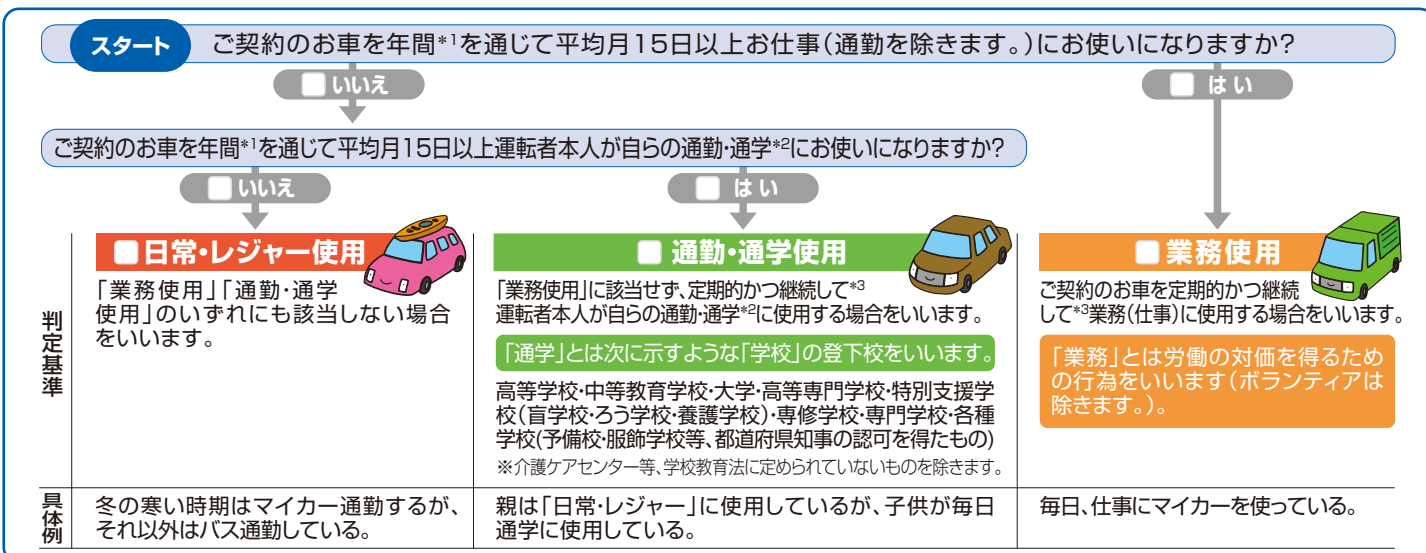 スタート ご契約のお車を年間*1を通じて平均月15日以上お仕事(通勤を除きます。)にお使いになりますか?
いいえ
はい
ご契約のお車を年間*1を通じて平均月15日以上運転者本人が自らの通勤・通学*2にお使いになりますか?
いいえ
はい
判定基準
日常・レジャー使用
「業務使用」「通勤・通学
使用」のいずれにも該当しない場合
をいいます。
通勤・通学使用
「業務使用」に該当せず、定期的かつ継続して*3
運転者本人が自らの通勤・通学*2に使用する場合をいいます。
「通学」とは次に示すような「学校」の登下校をいいます。
高等学校・中等教育学校・大学・高等専門学校・特別支援学
校(盲学校・ろう学校・養護学校)・専修学校・専門学校・各種
学校(予備校・服飾学校等、都道府県知事の認可を得たもの)
※介護ケアセンター等、学校教育法に定められていないものを除きます。
業務使用
ご契約のお車を定期的かつ継続
して*3業務(仕事)に使用する場合をいいます。
「業務」とは労働の対価を得るため
の行為をいいます(ボランティアは
除きます。)。
具体例
冬の寒い時期はマイカー通勤するが、
それ以外はバス通勤している。
親は「日常・レジャー」に使用しているが、子供が毎日
通学に使用している。
毎日、仕事にマイカーを使っている。